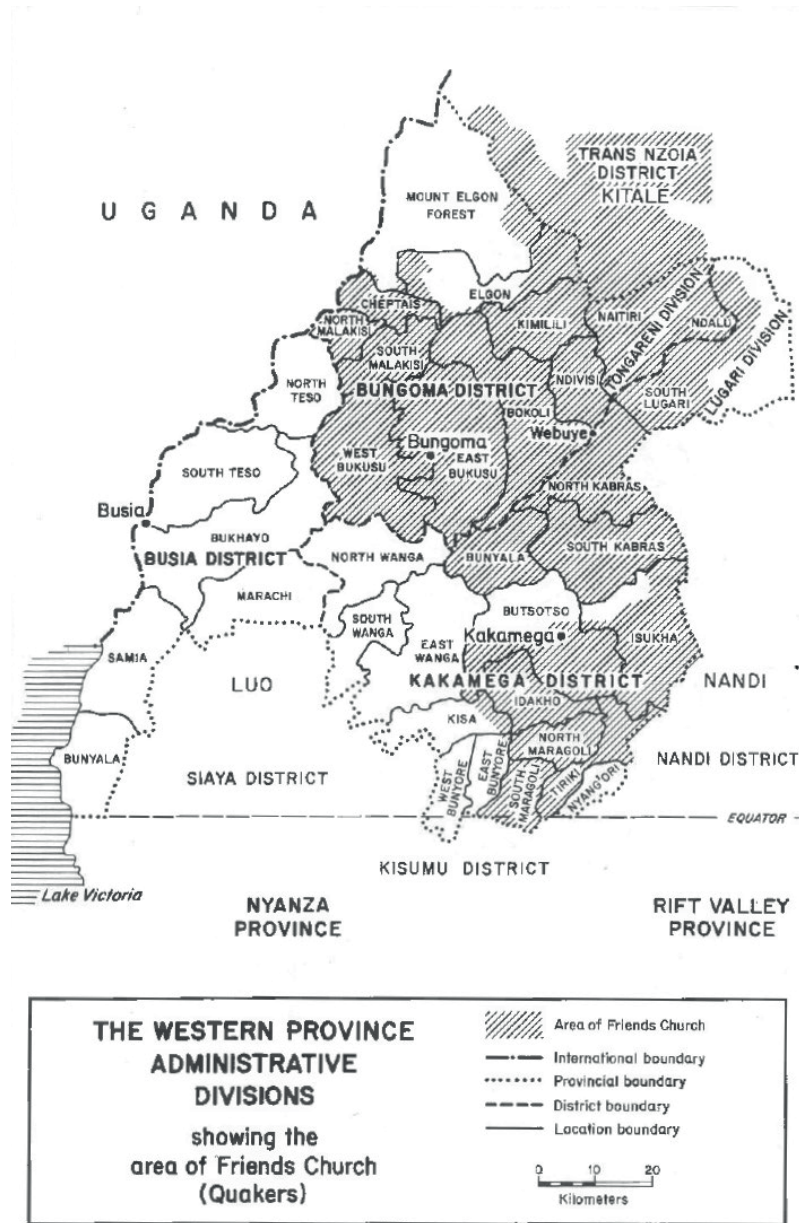 TRANS NZOIA
DISTRICT
KITALE
UGANDA
MOUNT ELGON
FOREST
ELGON
CHEPTAIS
NORTH
MALAKISI
KIMILILI
NAITIRI
NDALU
TONGARENI DIVISION
LUGARI DIVISION
SOUTH
MALAKISI
NORTH
TESO
BUNGOMA DISTRICT
NDIVISI
SOUTH
LUGARI
BOKOLI
Webuye
WEST
BUKUSU
Bungoma
EAST
BUKUSU
SOUTH TESO
NORTH KABRAS
Busia
BUKHAYO
BUSIA DISTRICT
NORTH WANGA
BUNYALA
SOUTH KABRAS
MARACHI
SOUTH
WANGA
BUTSOTSO
Kakamega
ISUKHA
EAST
WANGA
SAMIA
LUO
KAKAMEGA DISTRICT
NANDI
IDAKHO
KISA
NORTH
MARAGOLI
BUNYALA
SIAYA DISTRICT
WEST
BUNYORE
EAST
BUNYORE
SOUTH
MARAGOLI
TIRIKI
NYANG'ORI
NANDI DISTRICT
EQUATOR
KISUMU DISTRICT
Lake Victoria
NYANZA
PROVINCE
RIFT VALLEY
PROVINCE
THE WESTERN PROVINCE
ADMINISTRATIVE
DIVISIONS
showing the
area of Friends Church
(Quakers)
Area of Friends Church
International boundary
Provincial boundary
District boundary
Location boundary
0 10 20
Kilometers